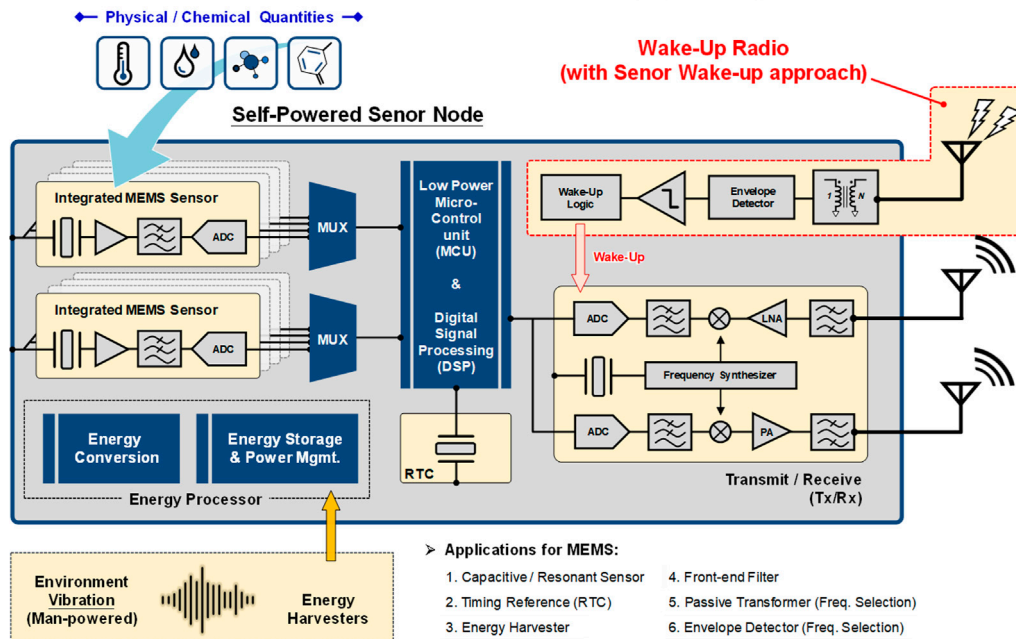 Physical / Chemical Quantities
Wake-Up Radio
(with Senor Wake-up approach)
Self-Powered Senor Node
Integrated MEMS Sensor
ADC
MUX
Integrated MEMS Sensor
ADC
MUX
Low Power
Micro-
Control
unit
(MCU)
&
Digital
Signal
Processing
(DSP)
Wake-Up
Logic
Envelope
Detector
1
N
Wake-Up
ADC
LNA
Frequency Synthesizer
ADC
PA
Transmit / Receive
(Tx/Rx)
RTC
Energy
Conversion
Energy Storage
& Power Mgmt.
Energy Processor
Environment
Vibration
(Man-powered)
Energy
Harvesters
➢ Applications for MEMS:
1. Capacitive / Resonant Sensor
2. Timing Reference (RTC)
3. Energy Harvester
4. Front-end Filter
5. Passive Transformer (Freq. Selection)
6. Envelope Detector (Freq. Selection)